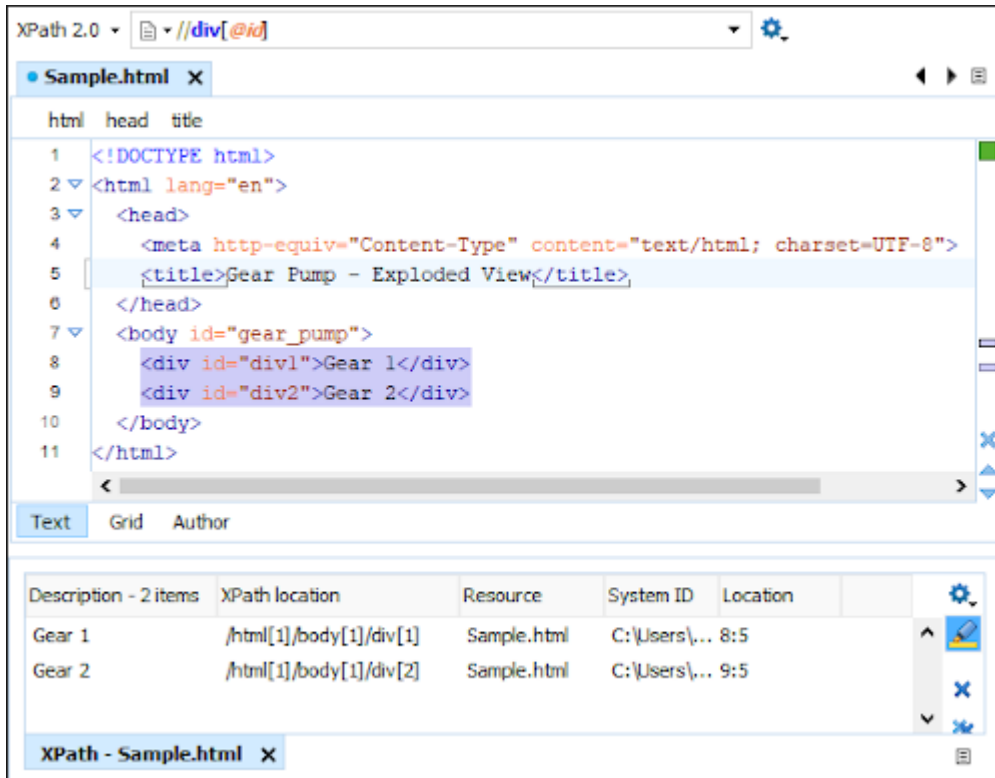 XPath 2.0 //div[@id]
Sample.html
html head title
1 <!DOCTYPE html>
2 <html lang="en">
3 <head>
4 <meta http-equiv="Content-Type" content="text/html; charset=UTF-8">
5 <title>Gear Pump - Exploded View</title>
6 </head>
7 <body id="gear_pump">
8 <div id="div1">Gear 1</div>
9 <div id="div2">Gear 2</div>
10 </body>
11 </html>
Text Grid Author
Description - 2 items XPath location Resource System ID Location
Gear 1 /html[1]/body[1]/div[1] Sample.html C:\Users\... 8:5
Gear 2 /html[1]/body[1]/div[2] Sample.html C:\Users\... 9:5
XPath - Sample.html